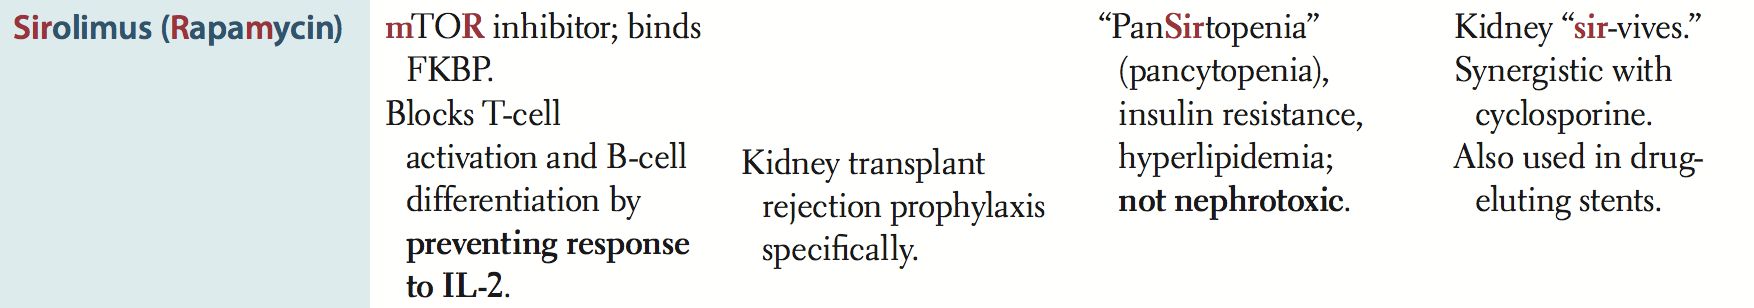 Sirolimus (Rapamycin)
mTOR inhibitor; binds
FKBP.
Blocks T-cell
activation and B-cell
differentiation by
preventing response
to IL-2.
Kidney transplant
rejection prophylaxis
specifically.
“PanSirtopenia”
(pancytopenia),
insulin resistance,
hyperlipidemia;
not nephrotoxic.
Kidney “sir-vives.”
Synergistic with
cyclosporine.
Also used in drug-
eluting stents.